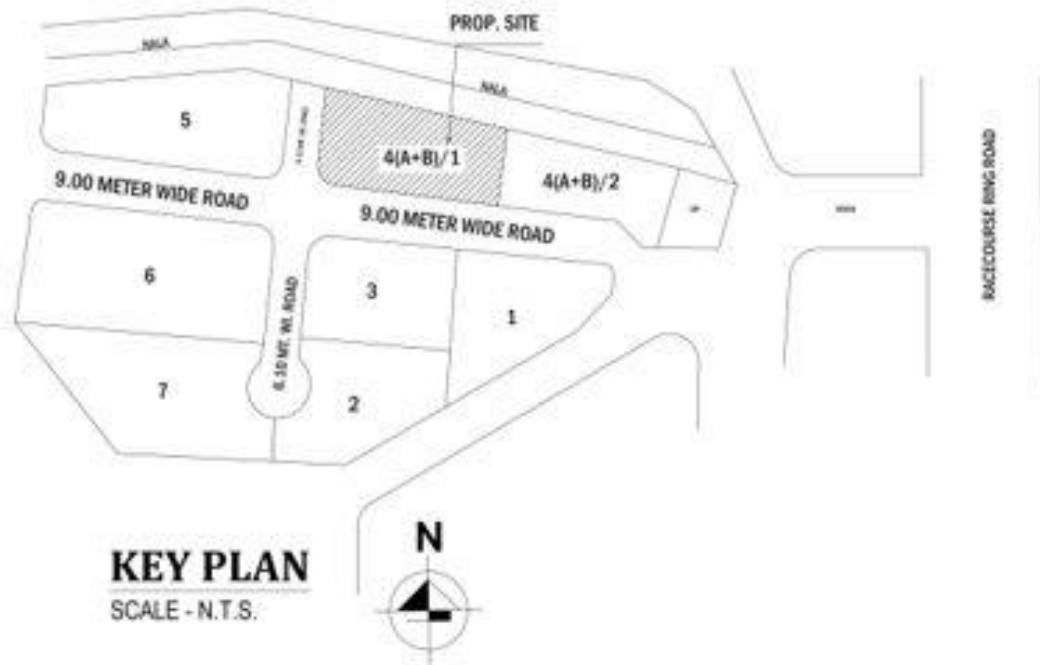 PROP. SITE
NALA
NALA
5
4(A+B)/1
4(A+B)/2
9.00 METER WIDE ROAD
9.00 METER WIDE ROAD
RACECOURSE RING ROAD
6
3
1
6.10 MT. WI. ROAD
7
2
KEY PLAN
SCALE - N.T.S.
N